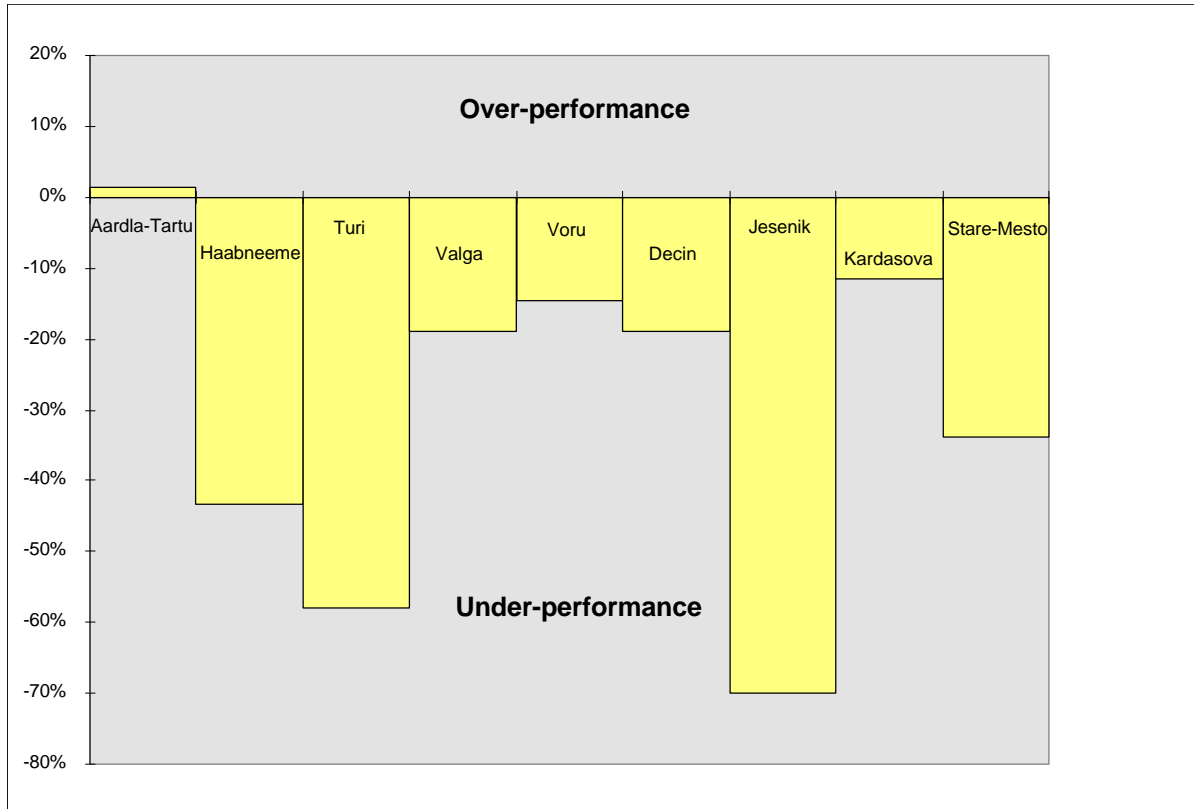 20%
Over-performance
10%
0%
Aardla-Tartu
Haabneeme
Turi
Valga
Voru
Decin
Jesenik
Kardasova
Stare-Mesto
-10%
-20%
-30%
-40%
-50%
Under-performance
-60%
-70%
-80%